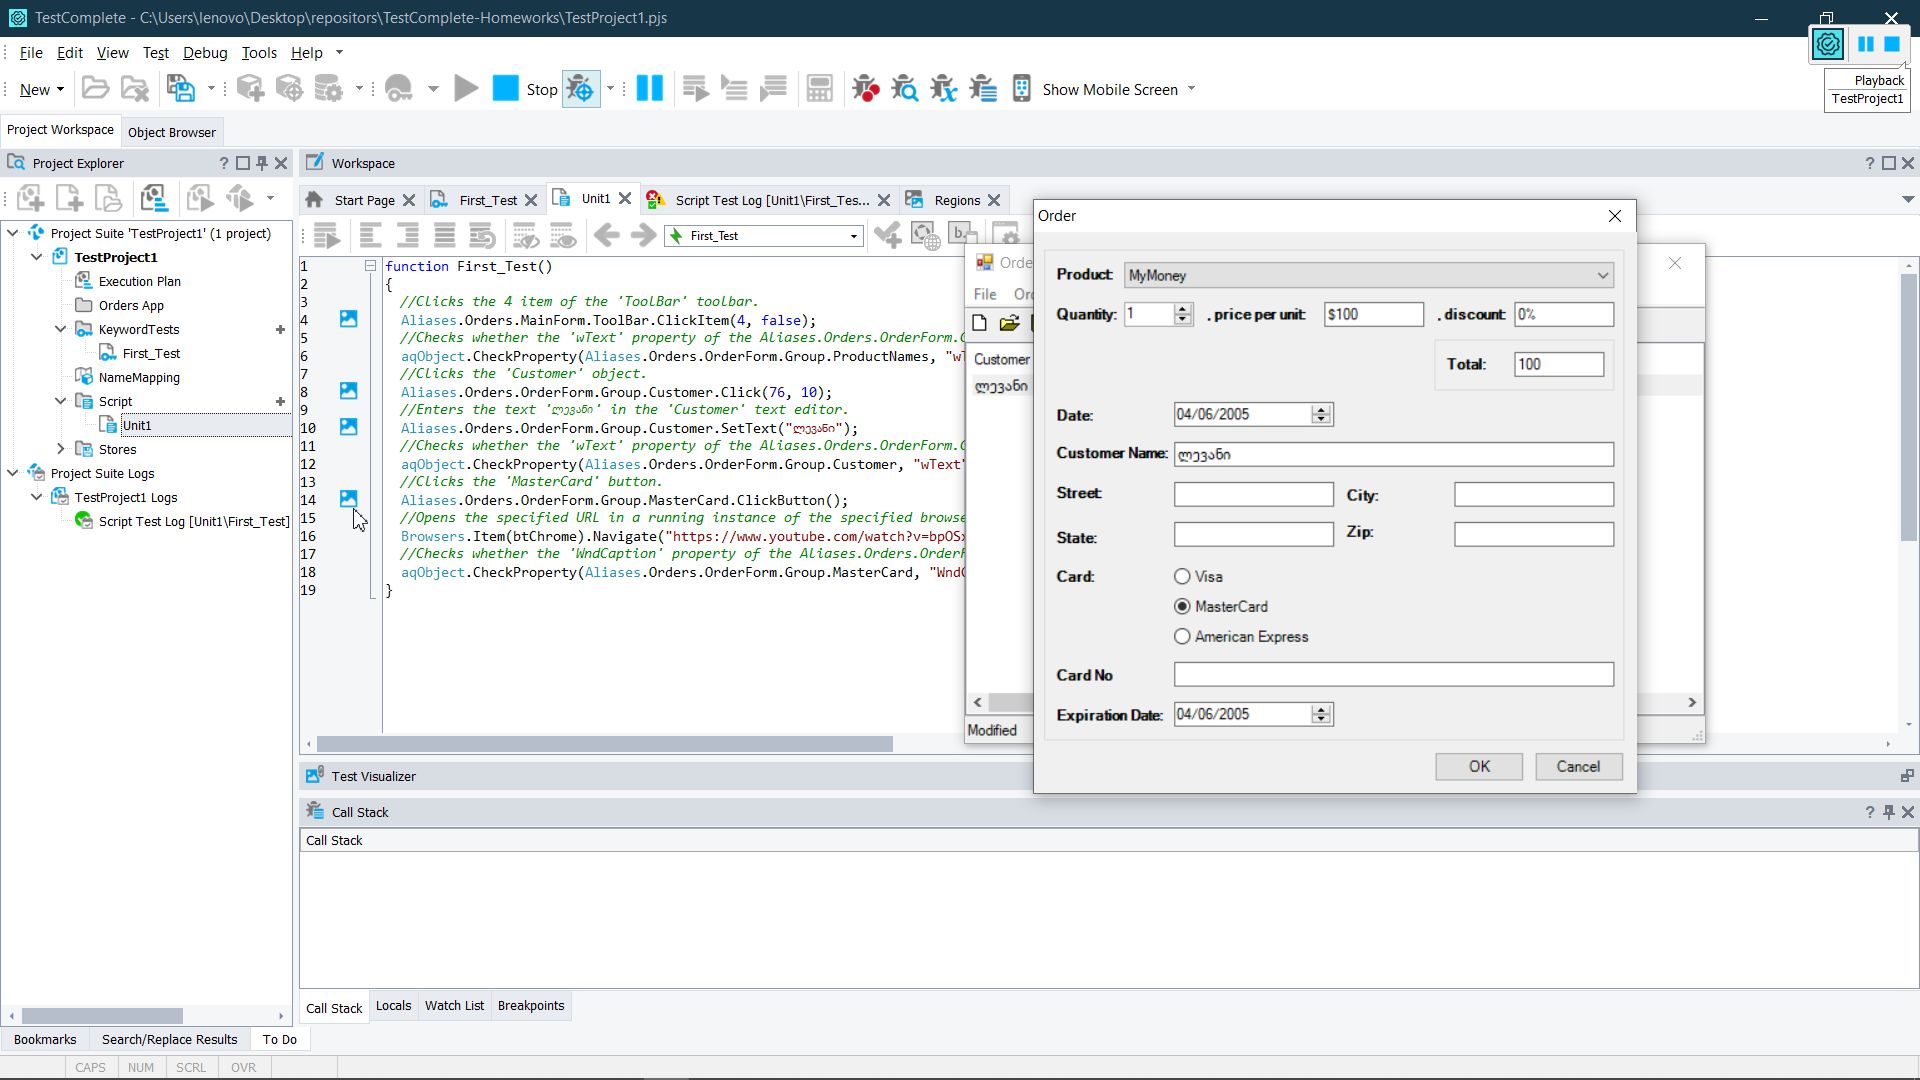 TestComplete - C:\Users\lenovo\Desktop\repositors\TestComplete-Homeworks\TestProject1.pjs
File Edit View Test Debug Tools Help
New Stop Show Mobile Screen
Playback
TestProject1
Project Workspace Object Browser
Project Explorer
Workspace
Start Page First_Test Unit1 Script Test Log [Unit1\First_Tes... Regions
First_Test
Project Suite 'TestProject1' (1 project)
TestProject1
Execution Plan
Orders App
KeywordTests
First_Test
NameMapping
Script
Unit1
Stores
Project Suite Logs
TestProject1 Logs
Script Test Log [Unit1\First_Test]
1 function First_Test()
2 {
3 //Clicks the 4 item of the 'ToolBar' toolbar.
4 Aliases.Orders.MainForm.ToolBar.ClickItem(4, false);
5 //Checks whether the 'wText' property of the Aliases.Orders.OrderForm.
6 aqObject.CheckProperty(Aliases.Orders.OrderForm.Group.ProductNames, "wT
7 //Clicks the 'Customer' object.
8 Aliases.Orders.OrderForm.Group.Customer.Click(76, 10);
9 //Enters the text 'ლევანი' in the 'Customer' text editor.
10 Aliases.Orders.OrderForm.Group.Customer.SetText("ლევანი");
11 //Checks whether the 'wText' property of the Aliases.Orders.OrderForm.
12 aqObject.CheckProperty(Aliases.Orders.OrderForm.Group.Customer, "wText"
13 //Clicks the 'MasterCard' button.
14 Aliases.Orders.OrderForm.Group.MasterCard.ClickButton();
15 //Opens the specified URL in a running instance of the specified browse
16 Browsers.Item(btChrome).Navigate("https://www.youtube.com/watch?v=bpOSx
17 //Checks whether the 'WndCaption' property of the Aliases.Orders.OrderF
18 aqObject.CheckProperty(Aliases.Orders.OrderForm.Group.MasterCard, "WndC
19 }
Orde
File Or
Customer
ლევანი
Modified
Order
Product: MyMoney
Quantity: 1 . price per unit: $100 . discount: 0%
Total: 100
Date: 04/06/2005
Customer Name: ლევანი
Street: City:
State: Zip:
Card: Visa
MasterCard
American Express
Card No
Expiration Date: 04/06/2005
OK Cancel
Test Visualizer
Call Stack
Call Stack
Call Stack Locals Watch List Breakpoints
Bookmarks Search/Replace Results To Do
CAPS NUM SCRL OVR